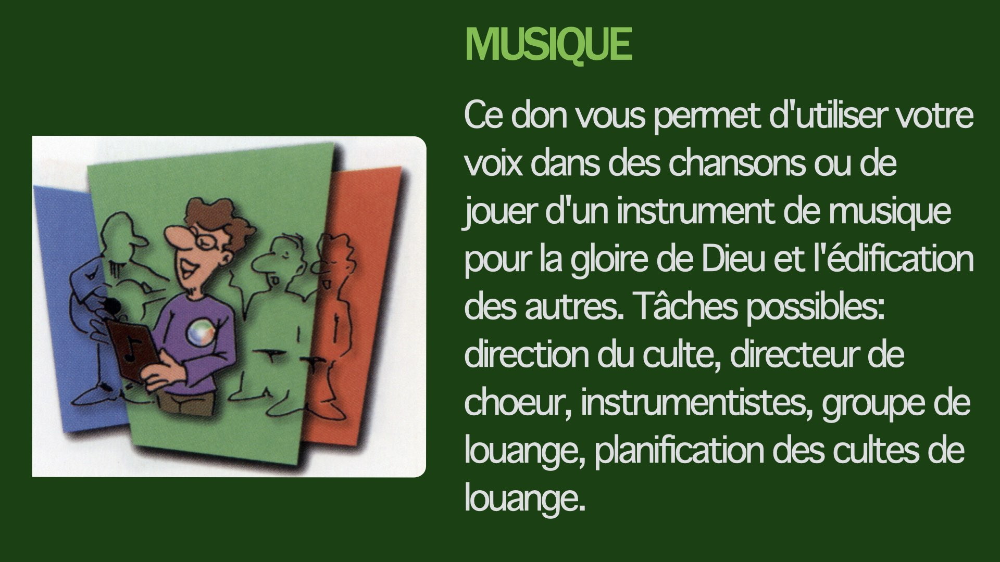 MUSIQUE
Ce don vous permet d'utiliser votre
voix dans des chansons ou de
jouer d'un instrument de musique
pour la gloire de Dieu et l'édification
des autres. Tâches possibles:
direction du culte, directeur de
choeur, instrumentistes, groupe de
louange, planification des cultes de
louange.